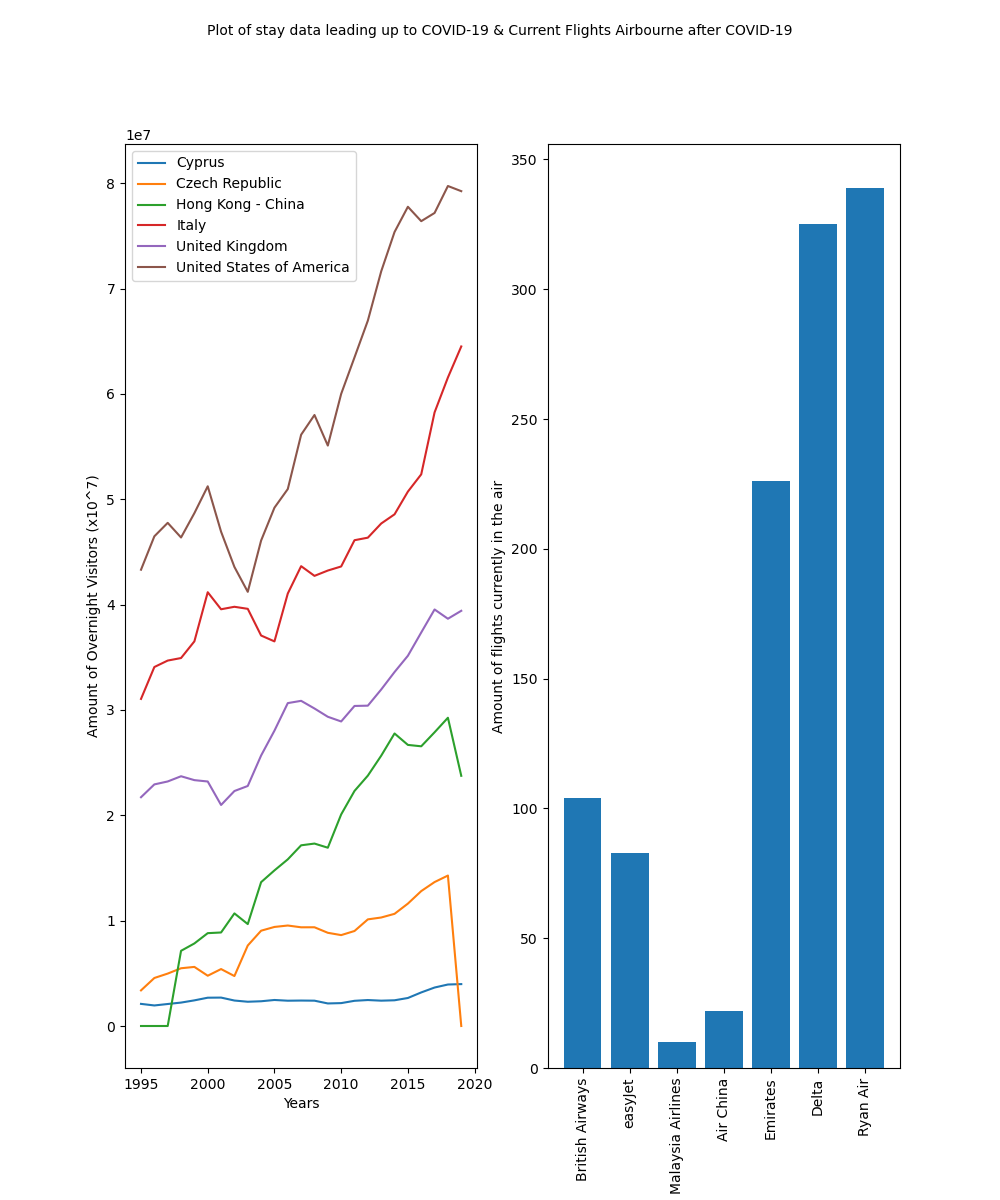 Plot of stay data leading up to COVID-19 & Current Flights Airbourne after COVID-19
1e7
Cyprus
Czech Republic
Hong Kong - China
Italy
United Kingdom
United States of America
8
7
6
5
4
3
2
1
0
Amount of Overnight Visitors (x10^7)
1995 2000 2005 2010 2015 2020
Years
350
300
250
200
150
100
50
0
Amount of flights currently in the air
British Airways
easyJet
Malaysia Airlines
Air China
Emirates
Delta
Ryan Air